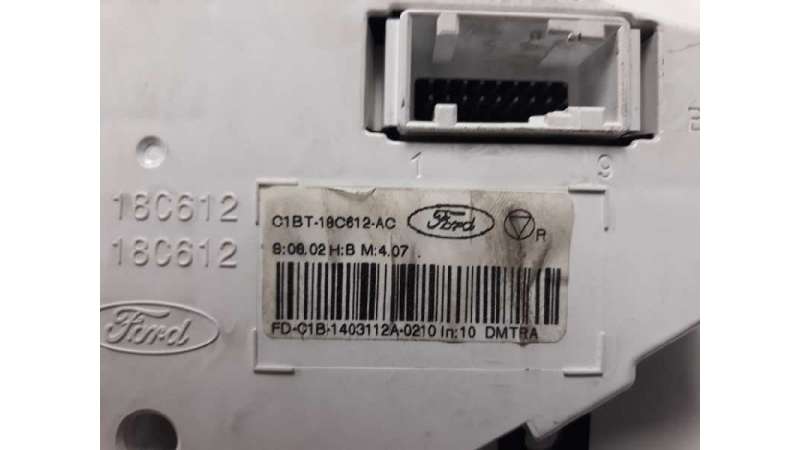 1 9
18C612
18C612
Ford
C1BT-18C612-AC Ford R
S:06.02 H:B M:4.07
FD-C1B-1403112A-0210 In:10 DMTRA